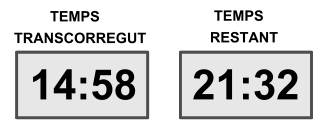 TEMPS
TRANSCORREGUT
14:58
TEMPS
RESTANT
21:32